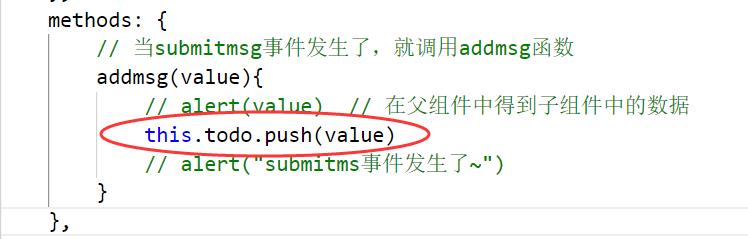 methods: {
// 当submitmsg事件发生了，就调用addmsg函数
addmsg(value){
// alert(value)  // 在父组件中得到子组件中的数据
this.todo.push(value)
// alert("submitms事件发生了~")
}
},